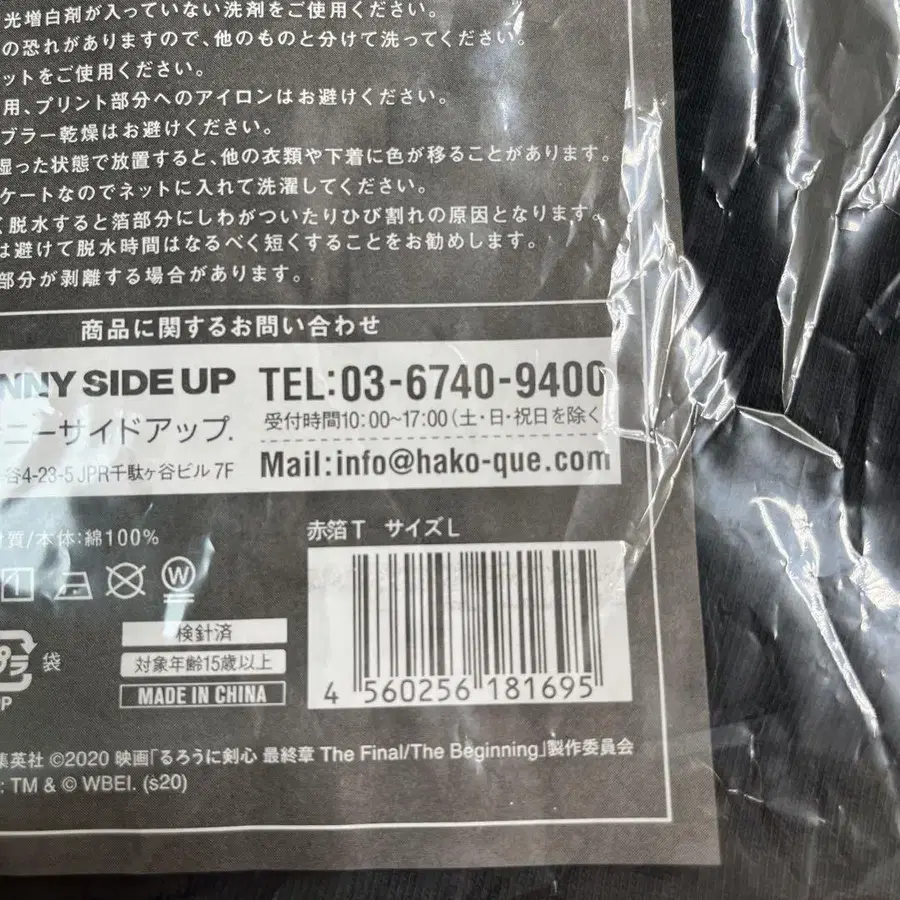 光増白剤が入っていない洗剤をご使用ください。
の恐れがありますので、他のものと分けて洗ってください。
ットをご使用ください。
用、プリント部分へのアイロンはお避けください。
ブラー乾燥はお避けください。
湿った状態で放置すると、他の衣類や下着に色が移ることがあります。
ケートなのでネットに入れて洗濯してください。
く脱水すると箔部分にしわがついたりひび割れの原因となります。
は避けて脱水時間はなるべく短くすることをお勧めします。
部分が剥離する場合があります。
商品に関するお問い合わせ
NNY SIDE UP
ニーサイドアップ.
谷4-23-5 JPR千駄ヶ谷ビル 7F
TEL:03-6740-9400
受付時間10:00~17:00(土・日・祝日を除く
Mail:info@hako-que.com
質/本体:綿100%
赤箔T サイズL
W
プラ 袋
P
検針済
対象年齢15歳以上
MADE IN CHINA
4 560256 181695
集英社 ©2020 映画「るろうに剣心 最終章 The Final/The Beginning」製作委員会
: TM & © WBEI. (s20)